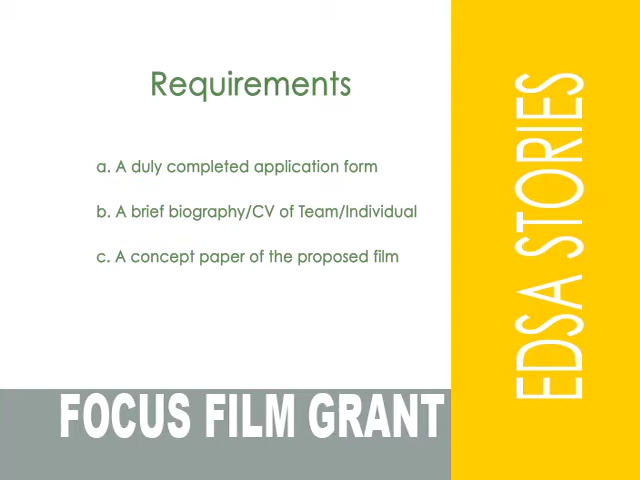 Requirements
a. A duly completed application form
b. A brief biography/CV of Team/Individual
c. A concept paper of the proposed film
FOCUS FILM GRANT
EDSA STORIES